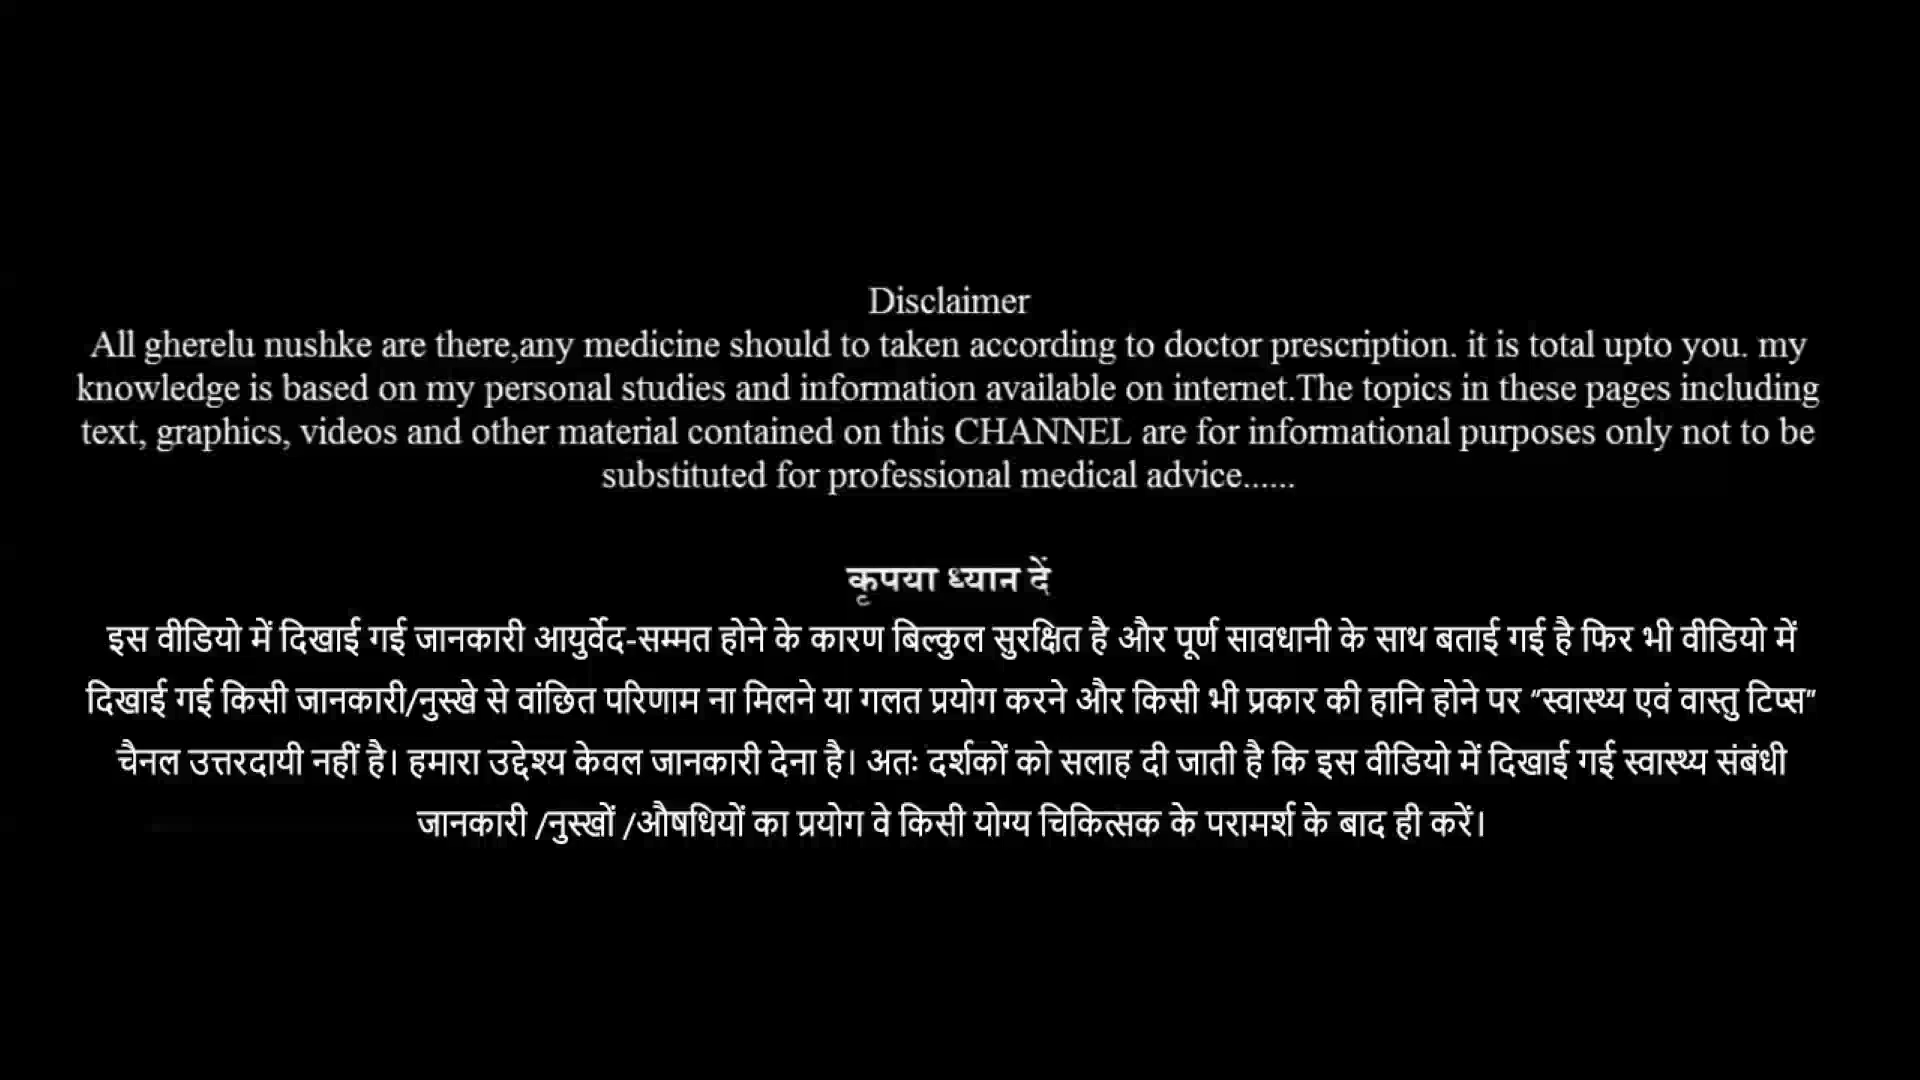 Disclaimer
All gherelu nushke are there,any medicine should to taken according to doctor prescription. it is total upto you. my
knowledge is based on my personal studies and information available on internet.The topics in these pages including
text, graphics, videos and other material contained on this CHANNEL are for informational purposes only not to be
substituted for professional medical advice......
कृपया ध्यान दें
इस वीडियो में दिखाई गई जानकारी आयुर्वेद-सम्मत होने के कारण बिल्कुल सुरक्षित है और पूर्ण सावधानी के साथ बताई गई है फिर भी वीडियो में
दिखाई गई किसी जानकारी/नुस्खे से वांछित परिणाम ना मिलने या गलत प्रयोग करने और किसी भी प्रकार की हानि होने पर “स्वास्थ्य एवं वास्तु टिप्स”
चैनल उत्तरदायी नहीं है। हमारा उद्देश्य केवल जानकारी देना है। अतः दर्शकों को सलाह दी जाती है कि इस वीडियो में दिखाई गई स्वास्थ्य संबंधी
जानकारी /नुस्खों /औषधियों का प्रयोग वे किसी योग्य चिकित्सक के परामर्श के बाद ही करें।